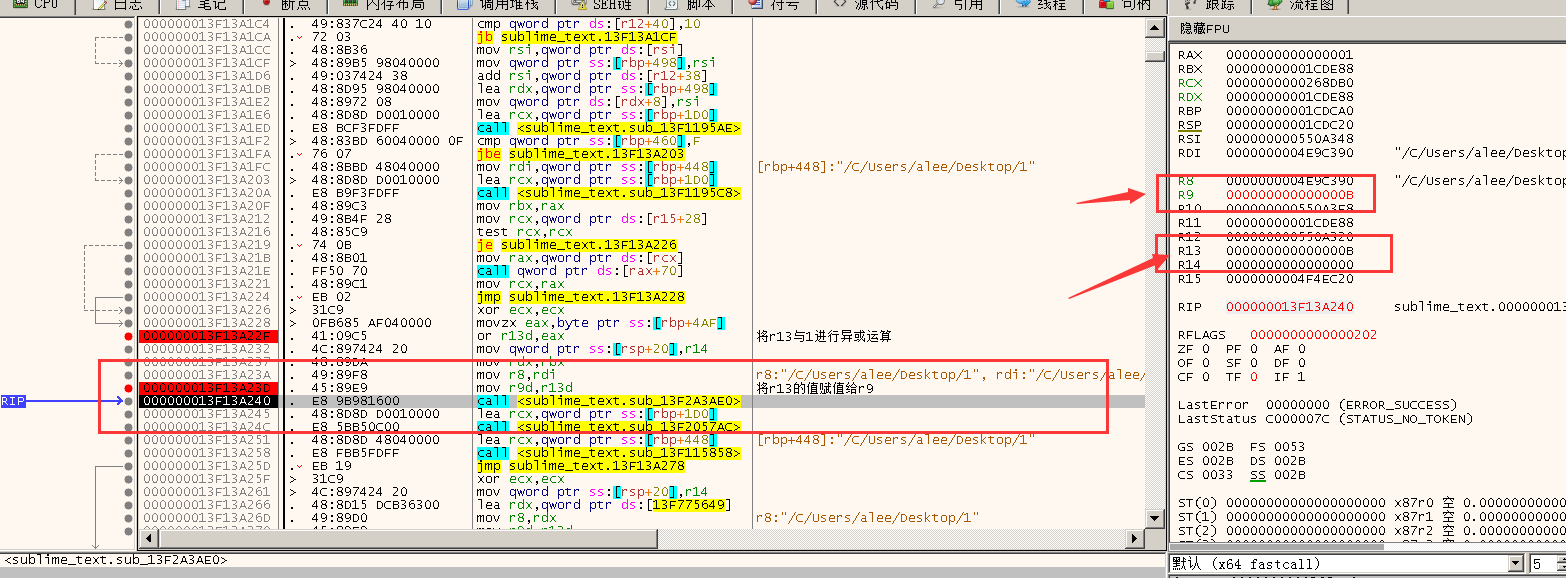 CPU 日志 笔记 断点 内存布局 调用堆栈 SEH链 脚本 符号 源代码 引用 线程 句柄 跟踪 流程图
000000013F13A1C4 . 49:837C24 40 10 cmp qword ptr ds:[r12+40],10
000000013F13A1CA .⌄ 72 03 jb sublime_text.13F13A1CF
000000013F13A1CC . 48:8B36 mov rsi,qword ptr ds:[rsi]
000000013F13A1CF > 48:89B5 98040000 mov qword ptr ss:[rbp+498],rsi
000000013F13A1D6 . 49:037424 38 add rsi,qword ptr ds:[r12+38]
000000013F13A1DB . 48:8D95 98040000 lea rdx,qword ptr ss:[rbp+498]
000000013F13A1E2 . 48:8972 08 mov qword ptr ds:[rdx+8],rsi
000000013F13A1E6 . 48:8D8D D0010000 lea rcx,qword ptr ss:[rbp+1D0]
000000013F13A1ED . E8 BCF3FDFF call <sublime_text.sub_13F1195AE>
000000013F13A1F2 . 48:83BD 60040000 0F cmp qword ptr ss:[rbp+460],F
000000013F13A1FA .⌄ 76 07 jbe sublime_text.13F13A203
000000013F13A1FC . 48:8BBD 48040000 mov rdi,qword ptr ss:[rbp+448] [rbp+448]:"/C/Users/alee/Desktop/1"
000000013F13A203 > 48:8D8D D0010000 lea rcx,qword ptr ss:[rbp+1D0]
000000013F13A20A . E8 B9F3FDFF call <sublime_text.sub_13F1195C8>
000000013F13A20F . 48:89C3 mov rbx,rax
000000013F13A212 . 49:8B4F 28 mov rcx,qword ptr ds:[r15+28]
000000013F13A216 . 48:85C9 test rcx,rcx
000000013F13A219 .⌄ 74 0B je sublime_text.13F13A226
000000013F13A21B . 48:8B01 mov rax,qword ptr ds:[rcx]
000000013F13A21E . FF50 70 call qword ptr ds:[rax+70]
000000013F13A221 . 48:89C1 mov rcx,rax
000000013F13A224 .⌄ EB 02 jmp sublime_text.13F13A228
000000013F13A226 > 31C9 xor ecx,ecx
000000013F13A228 > 0FB685 AF040000 movzx eax,byte ptr ss:[rbp+4AF]
000000013F13A22F . 41:09C5 or r13d,eax 将r13与1进行异或运算
000000013F13A232 . 4C:897424 20 mov qword ptr ss:[rsp+20],r14
000000013F13A237 . 48:89DA mov rdx,rbx
000000013F13A23A . 49:89F8 mov r8,rdi r8:"/C/Users/alee/Desktop/1", rdi:"/C/Users/alee/
000000013F13A23D . 45:89E9 mov r9d,r13d 将r13的值赋值给r9
RIP 000000013F13A240 . E8 9B981600 call <sublime_text.sub_13F2A3AE0>
000000013F13A245 . 48:8D8D D0010000 lea rcx,qword ptr ss:[rbp+1D0]
000000013F13A24C . E8 5BB50C00 call <sublime_text.sub_13F2057AC>
000000013F13A251 . 48:8D8D 48040000 lea rcx,qword ptr ss:[rbp+448] [rbp+448]:"/C/Users/alee/Desktop/1"
000000013F13A258 . E8 FBB5FDFF call <sublime_text.sub_13F115858>
000000013F13A25D .⌄ EB 19 jmp sublime_text.13F13A278
000000013F13A25F > 31C9 xor ecx,ecx
000000013F13A261 > 4C:897424 20 mov qword ptr ss:[rsp+20],r14
000000013F13A266 . 48:8D15 DCB36300 lea rdx,qword ptr ds:[13F775649]
000000013F13A26D . 49:89D0 mov r8,rdx r8:"/C/Users/alee/Desktop/1"
<sublime_text.sub_13F2A3AE0>
隐藏FPU
RAX 0000000000000001
RBX 0000000001CDE88
RCX 0000000000268DB0
RDX 0000000001CDE88
RBP 0000000001CDCA0
RSP 0000000001CDC20
RSI 000000000550A348
RDI 0000000004E9C390 "/C/Users/alee/Desktop
R8 0000000004E9C390 "/C/Users/alee/Desktop
R9 000000000000000B
R10 000000000550A3E8
R11 0000000001CDE88
R12 000000000550A320
R13 000000000000000B
R14 0000000000000000
R15 0000000004F4EC20
RIP 000000013F13A240 sublime_text.00000013
RFLAGS 0000000000000202
ZF 0 PF 0 AF 0
OF 0 SF 0 DF 0
CF 0 TF 0 IF 1
LastError 00000000 (ERROR_SUCCESS)
LastStatus C000007C (STATUS_NO_TOKEN)
GS 002B FS 0053
ES 002B DS 002B
CS 0033 SS 002B
ST(0) 00000000000000000000 x87r0 空 0.00000000
ST(1) 00000000000000000000 x87r1 空 0.00000000
ST(2) 00000000000000000000 x87r2 空 0.00000000
默认 (x64 fastcall) 5